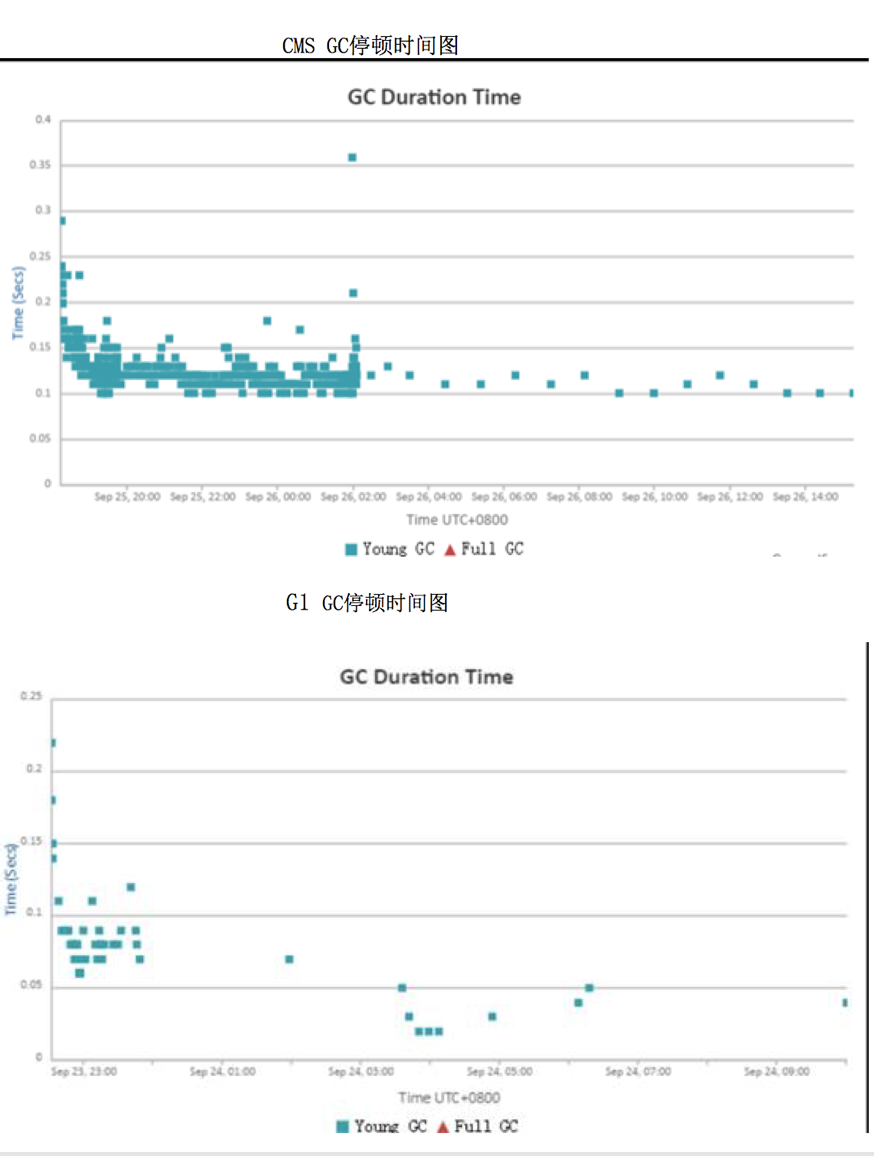 CMS GC停顿时间图
GC Duration Time
0.4
0.35
0.3
0.25
0.2
0.15
0.1
0.05
0
Time (Secs)
Sep 25, 20:00 Sep 25, 22:00 Sep 26, 00:00 Sep 26, 02:00 Sep 26, 04:00 Sep 26, 06:00 Sep 26, 08:00 Sep 26, 10:00 Sep 26, 12:00 Sep 26, 14:00
Time UTC+0800
Young GC Full GC
G1 GC停顿时间图
GC Duration Time
0.25
0.2
0.15
0.1
0.05
0
Time (Secs)
Sep 23, 23:00 Sep 24, 01:00 Sep 24, 03:00 Sep 24, 05:00 Sep 24, 07:00 Sep 24, 09:00
Time UTC+0800
Young GC Full GC